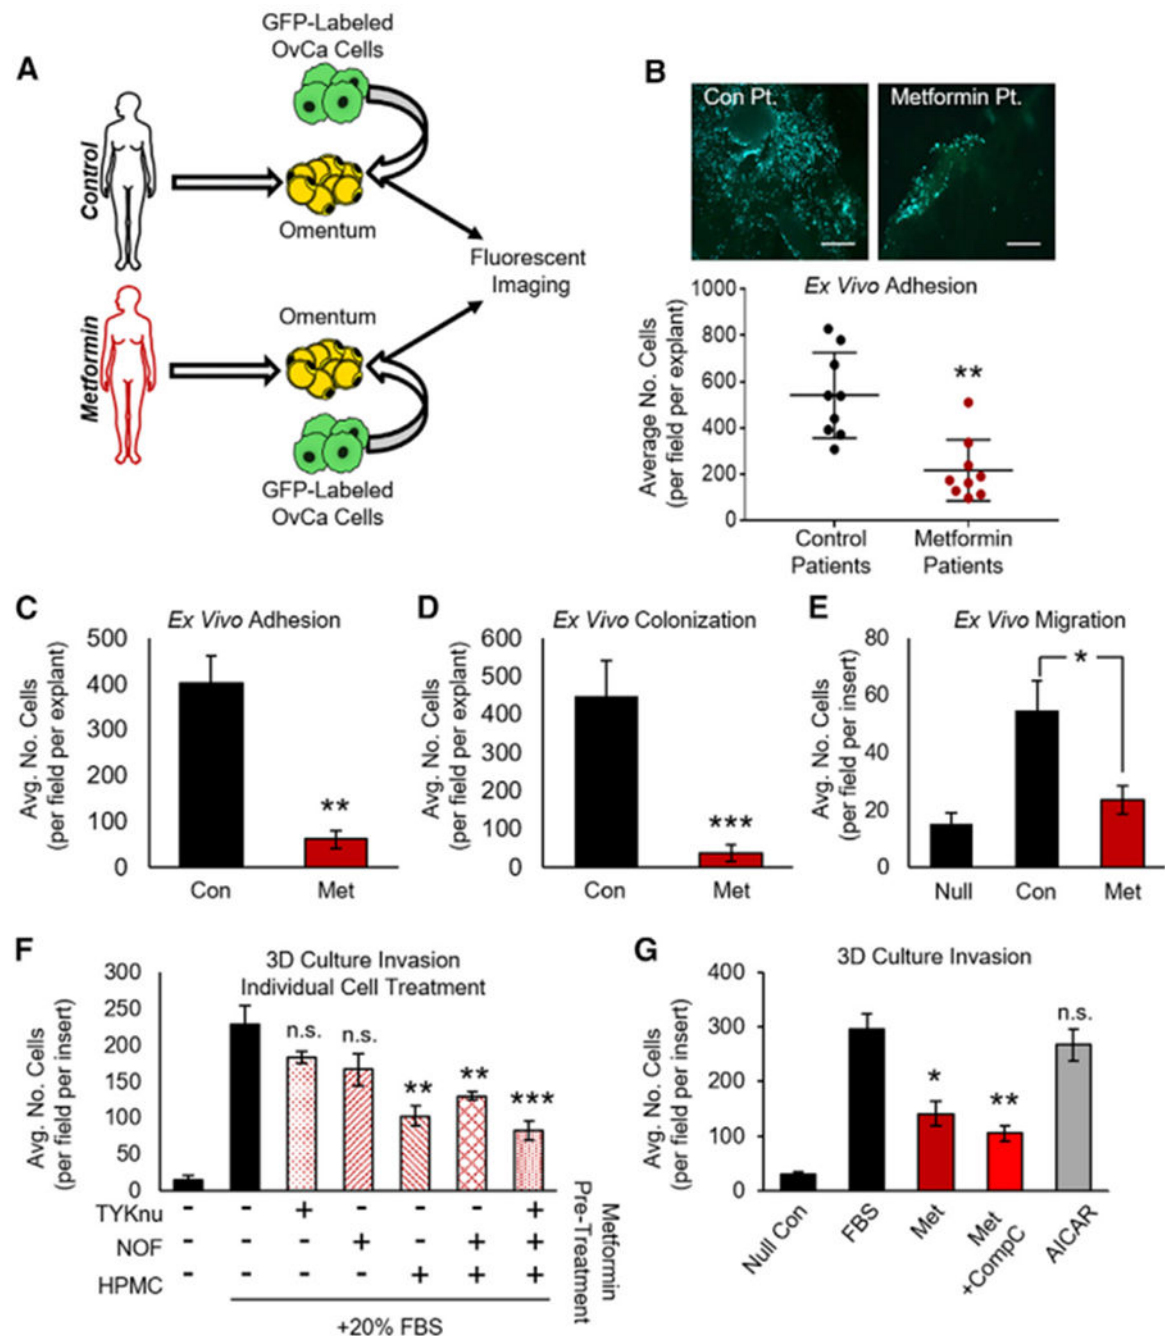 A
GFP-Labeled
OvCa Cells
Control
Omentum
Fluorescent
Imaging
Metformin
Omentum
GFP-Labeled
OvCa Cells
B
Con Pt.
Metformin Pt.
Ex Vivo Adhesion
Average No. Cells
(per field per explant)
1000
800
600
400
200
0
**
Control
Patients
Metformin
Patients
C
Ex Vivo Adhesion
Avg. No. Cells
(per field per explant)
500
400
300
200
100
0
**
Con Met
D
Ex Vivo Colonization
Avg. No. Cells
(per field per explant)
600
500
400
300
200
100
0
***
Con Met
E
Ex Vivo Migration
Avg. No. Cells
(per field per insert)
80
60
40
20
0
*
Null Con Met
F
3D Culture Invasion
Individual Cell Treatment
Avg. No. Cells
(per field per insert)
300
250
200
150
100
50
0
n.s. n.s. ** ** ***
TYKnu - - + - - - +
NOF - - - + - + +
HPMC - - - - + + +
+20% FBS
Metformin
Pre-Treatment
G
3D Culture Invasion
Avg. No. Cells
(per field per insert)
400
300
200
100
0
* ** n.s.
Null Con
FBS
Met
Met
+CompC
AICAR